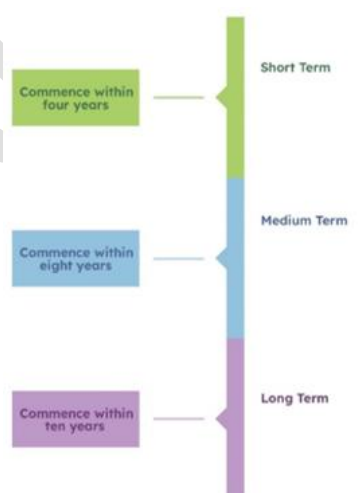 Short Term
Commence within
four years
Medium Term
Commence within
eight years
Long Term
Commence within
ten years